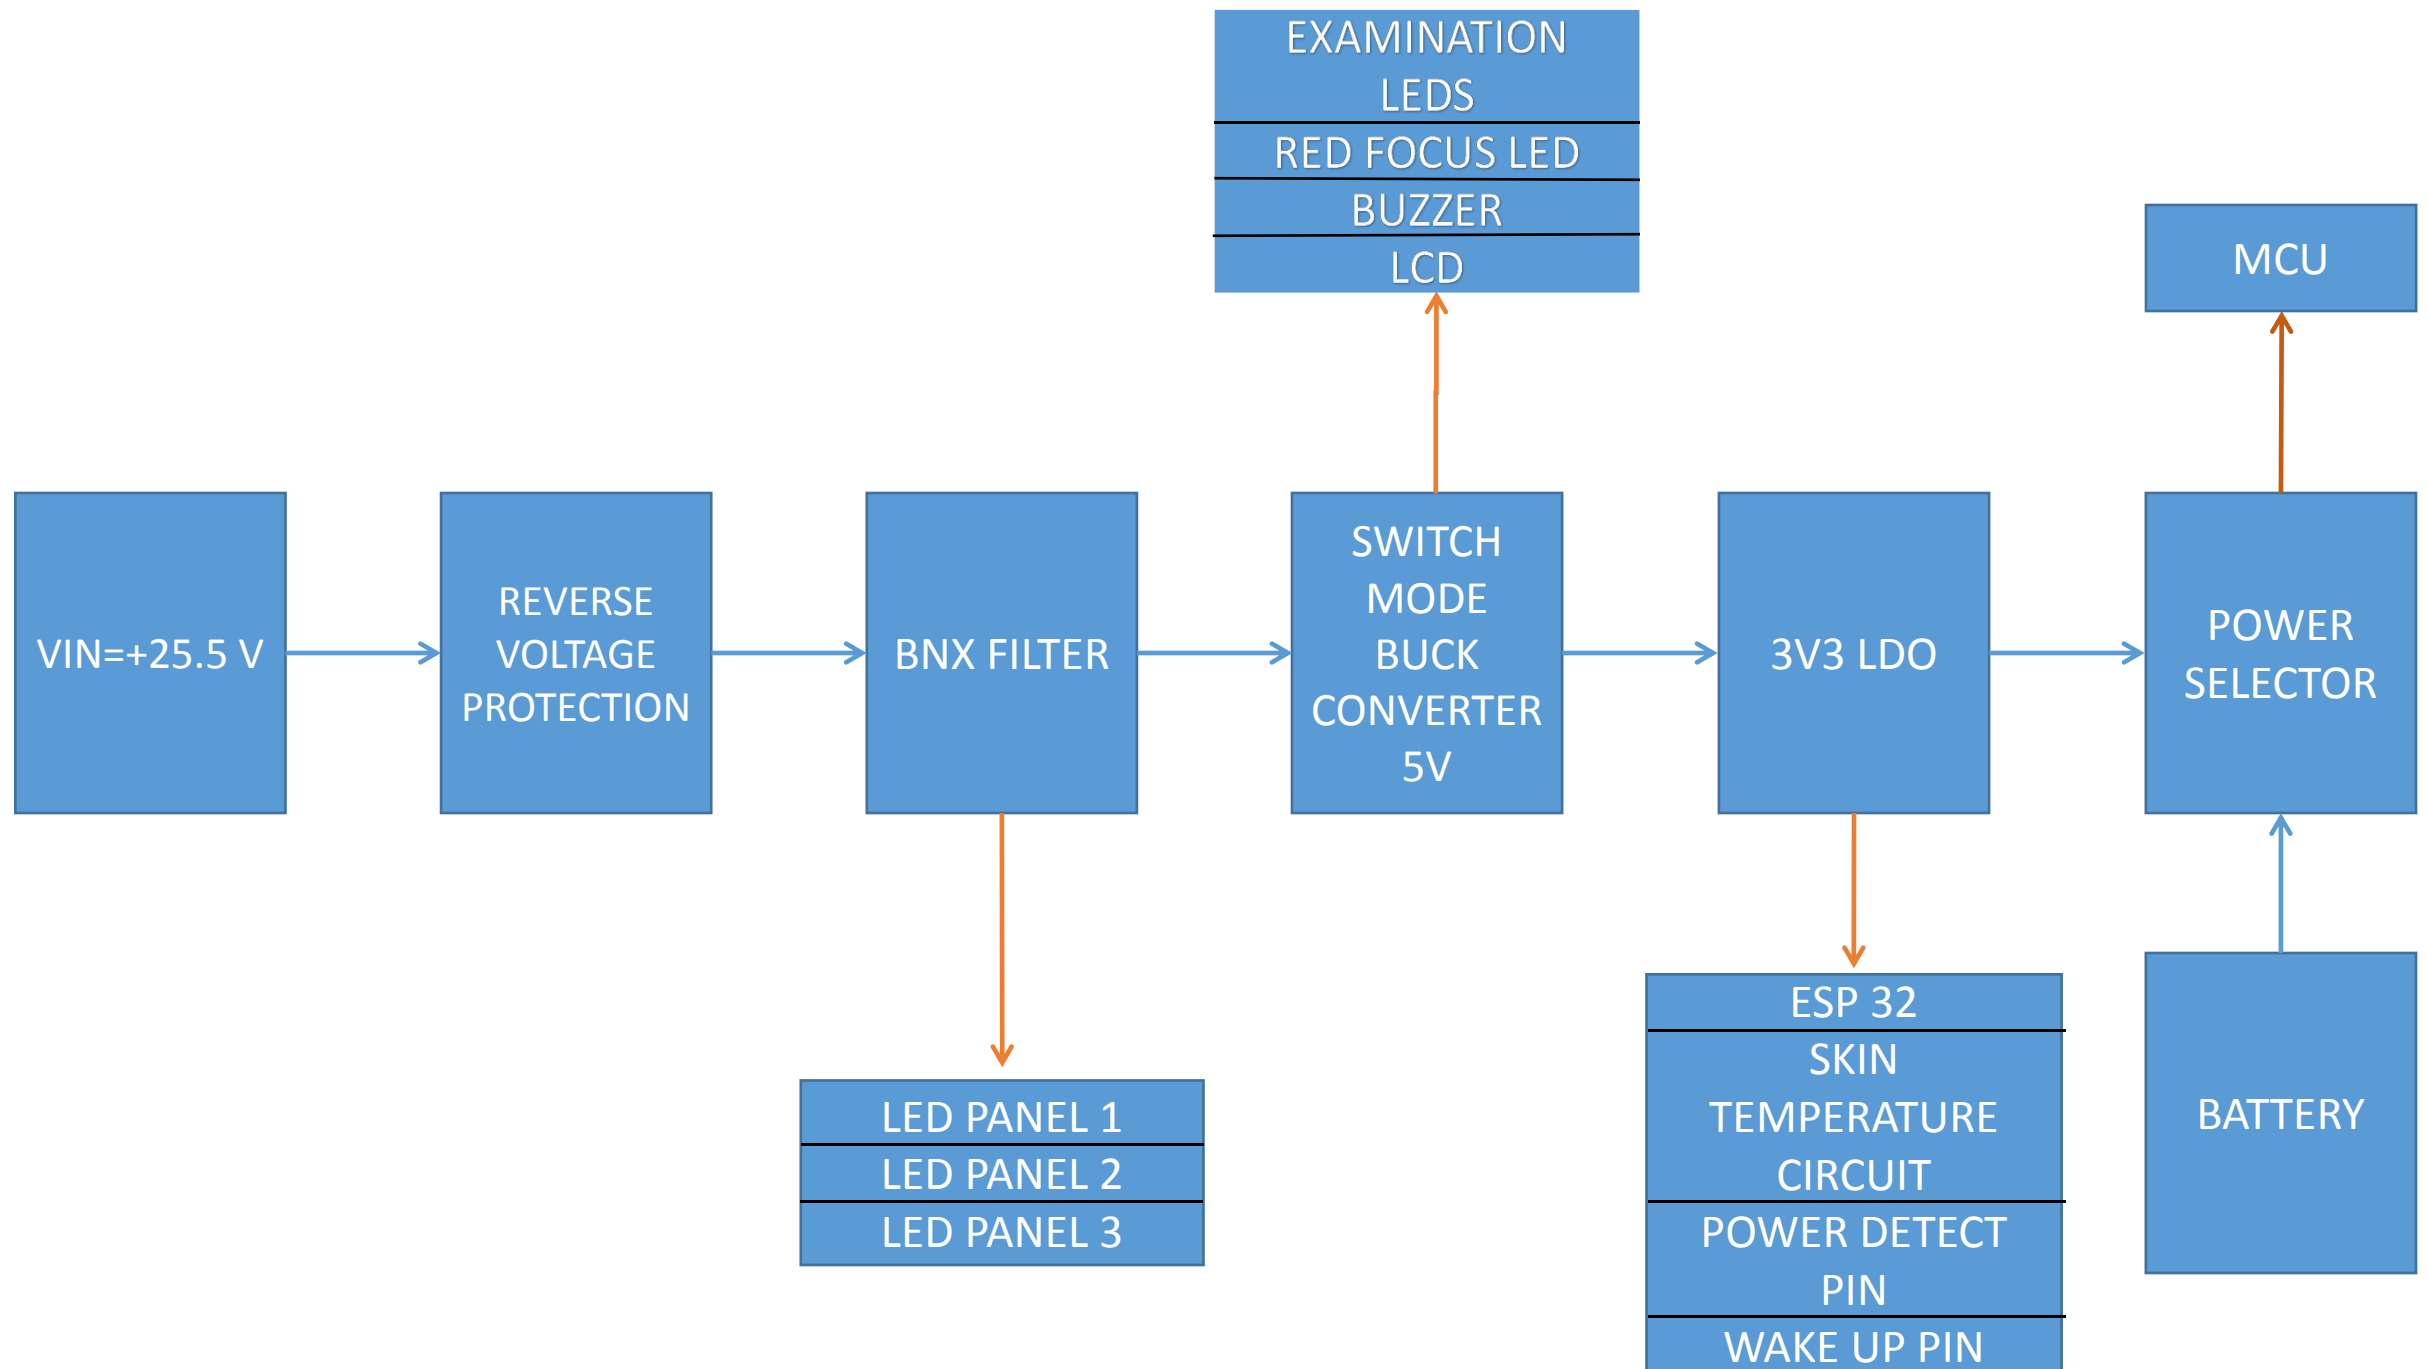 EXAMINATION
LEDS
RED FOCUS LED
BUZZER
LCD
MCU
VIN=+25.5 V
REVERSE
VOLTAGE
PROTECTION
BNX FILTER
SWITCH
MODE
BUCK
CONVERTER
5V
3V3 LDO
POWER
SELECTOR
LED PANEL 1
LED PANEL 2
LED PANEL 3
ESP 32
SKIN
TEMPERATURE
CIRCUIT
POWER DETECT
PIN
WAKE UP PIN
BATTERY